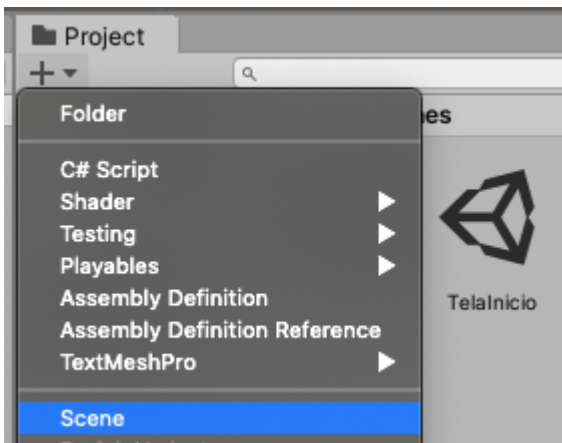 Project
Folder
es
C# Script
Shader
Testing
Playables
Assembly Definition
Assembly Definition Reference
TextMeshPro
TelaInicio
Scene